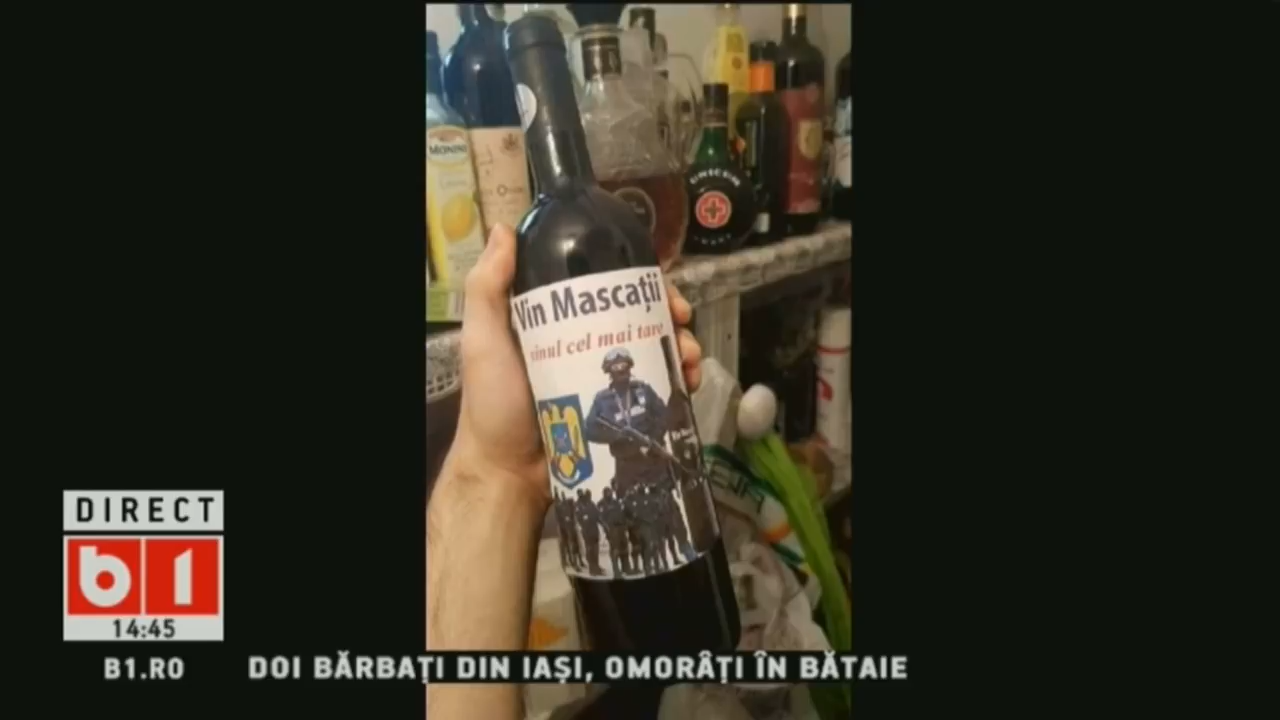 MONINI
UNICUM
Vin Mascații
vinul cel mai tare
DIRECT
b1
14:45
B1.RO
DOI BĂRBAȚI DIN IAȘI, OMORÂȚI ÎN BĂTAIE